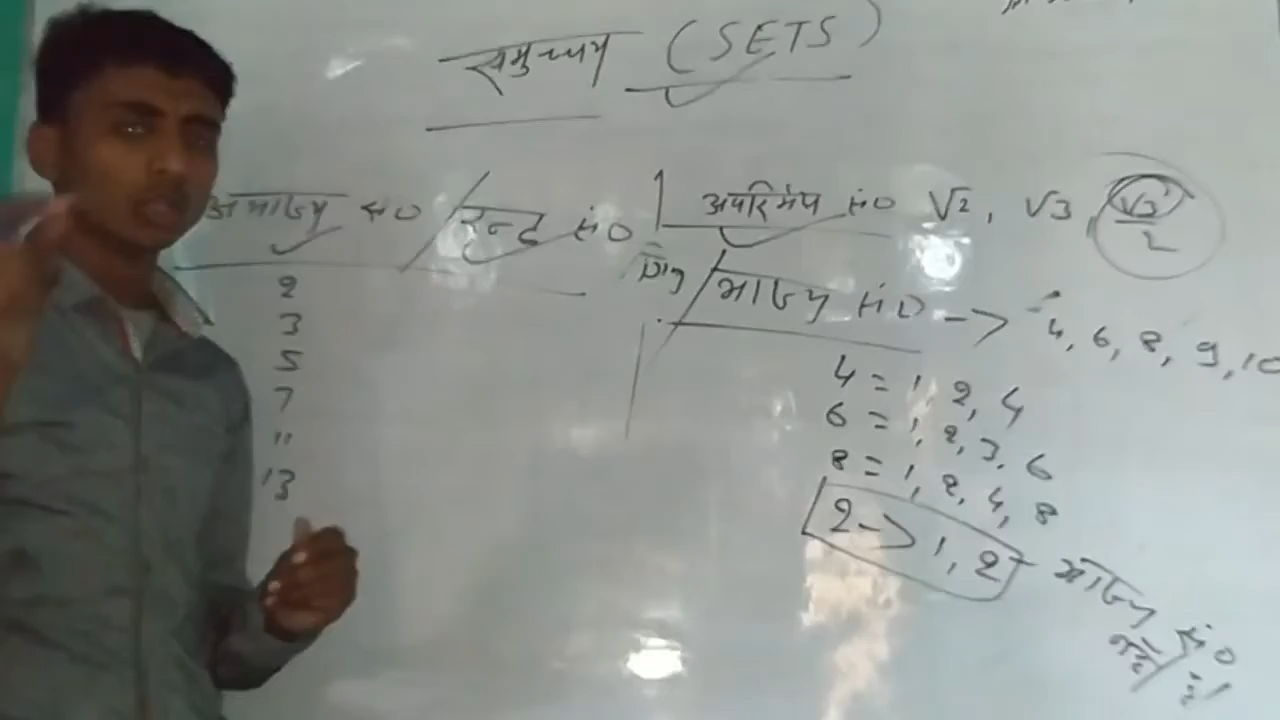 समुच्चय (SETS)
अभाज्य सं० / रूढ़ सं०
2
3
5
7
11
13
अपरिमेय सं० √2, √3, √3/2
भाज्य सं० -> 4, 6, 8, 9, 10
4 = 1, 2, 4
6 = 1, 2, 3, 6
8 = 1, 2, 4, 8
2 -> 1, 2
भाज्य सं०
नहीं है।